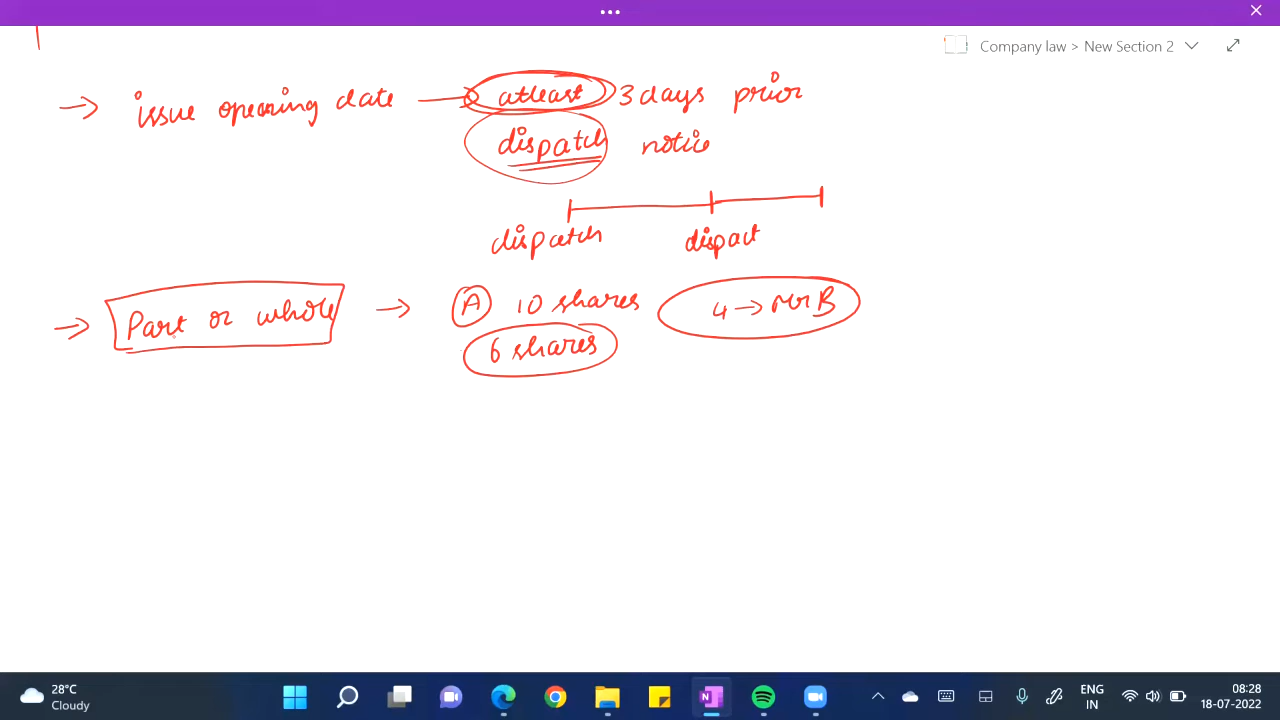 Company law > New Section 2
→ issue opening date — atleast 3 days prior
dispatch notice
dispatch dispact
→ Part or whole → A 10 shares 4 → Mr B
6 shares
28°C
Cloudy
ENG
IN
08:28
18-07-2022